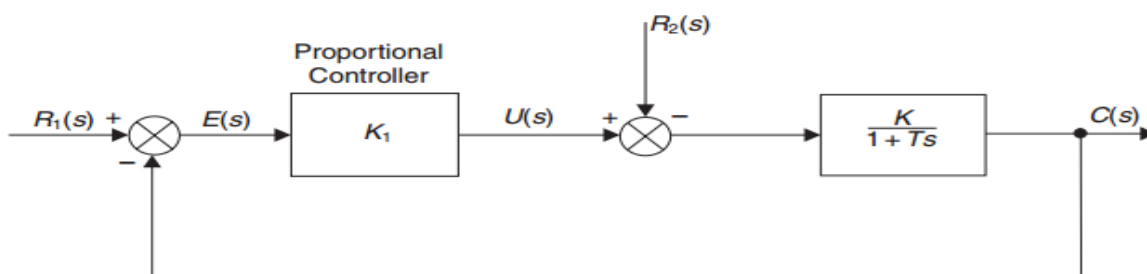 R₂(s)
Proportional
Controller
R₁(s) + E(s) K₁ U(s) + − K / 1 + Ts C(s)
−